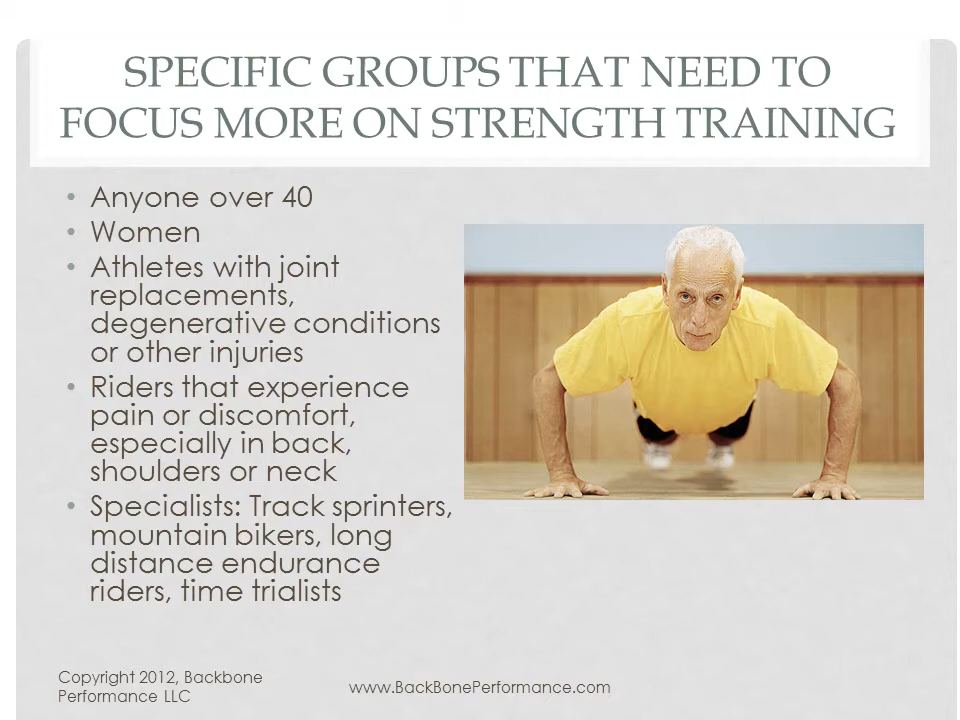 SPECIFIC GROUPS THAT NEED TO
FOCUS MORE ON STRENGTH TRAINING
• Anyone over 40
• Women
• Athletes with joint
replacements,
degenerative conditions
or other injuries
• Riders that experience
pain or discomfort,
especially in back,
shoulders or neck
• Specialists: Track sprinters,
mountain bikers, long
distance endurance
riders, time trialists
Copyright 2012, Backbone
Performance LLC
www.BackBonePerformance.com